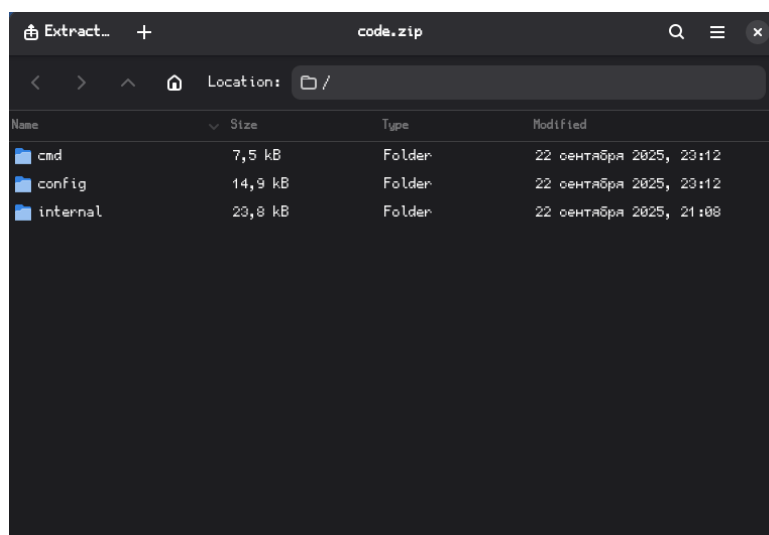 Extract… + code.zip
Location: /
Name Size Type Modified
cmd 7,5 kB Folder 22 сентября 2025, 23:12
config 14,9 kB Folder 22 сентября 2025, 23:12
internal 23,8 kB Folder 22 сентября 2025, 21:08